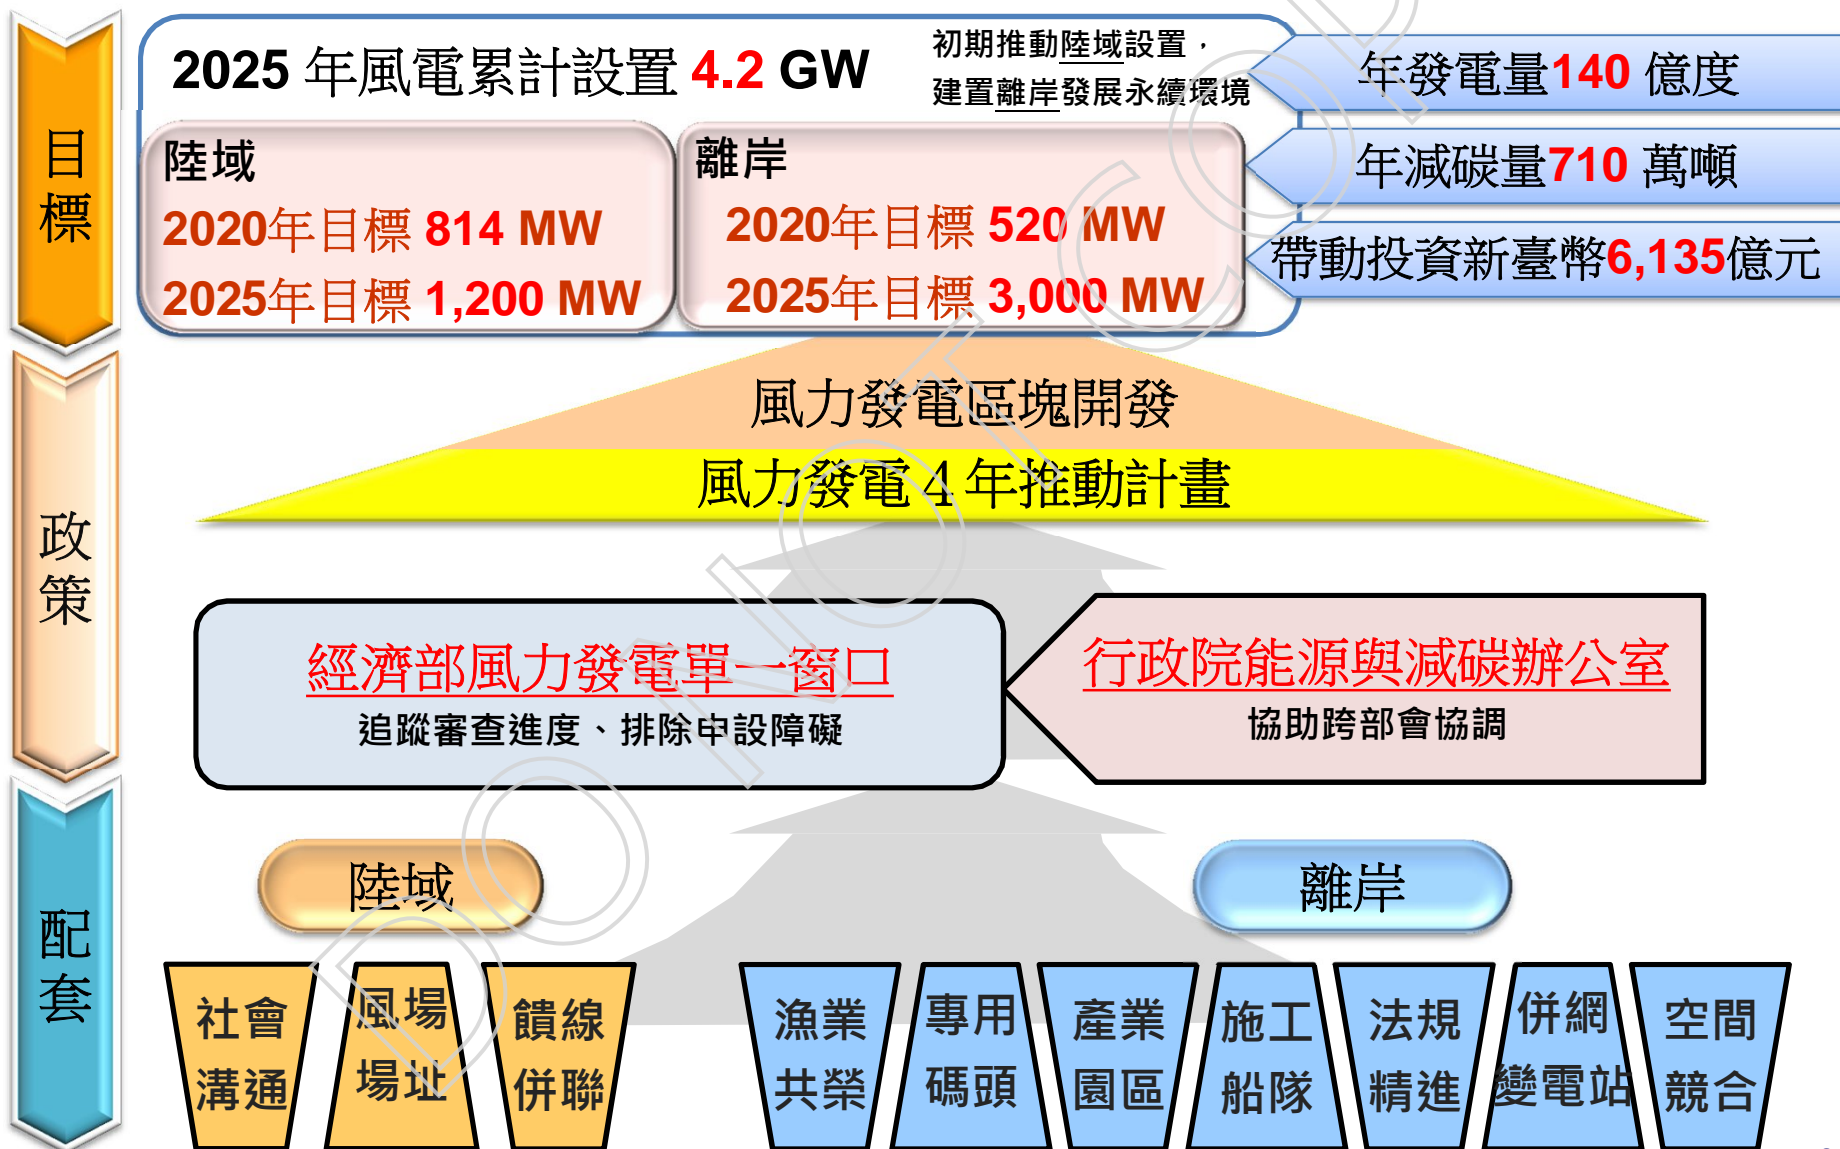 目標
2025 年風電累計設置 4.2 GW
初期推動陸域設置，
建置離岸發展永續環境
陸域
2020年目標 814 MW
2025年目標 1,200 MW
離岸
2020年目標 520 MW
2025年目標 3,000 MW
年發電量140 億度
年減碳量710 萬噸
帶動投資新臺幣6,135億元
政策
風力發電區塊開發
風力發電 4 年推動計畫
經濟部風力發電單一窗口
追蹤審查進度、排除申設障礙
行政院能源與減碳辦公室
協助跨部會協調
配套
陸域
社會
溝通
風場
場址
饋線
併聯
離岸
漁業
共榮
專用
碼頭
產業
園區
施工
船隊
法規
精進
併網
變電站
空間
競合
DO NOT COP